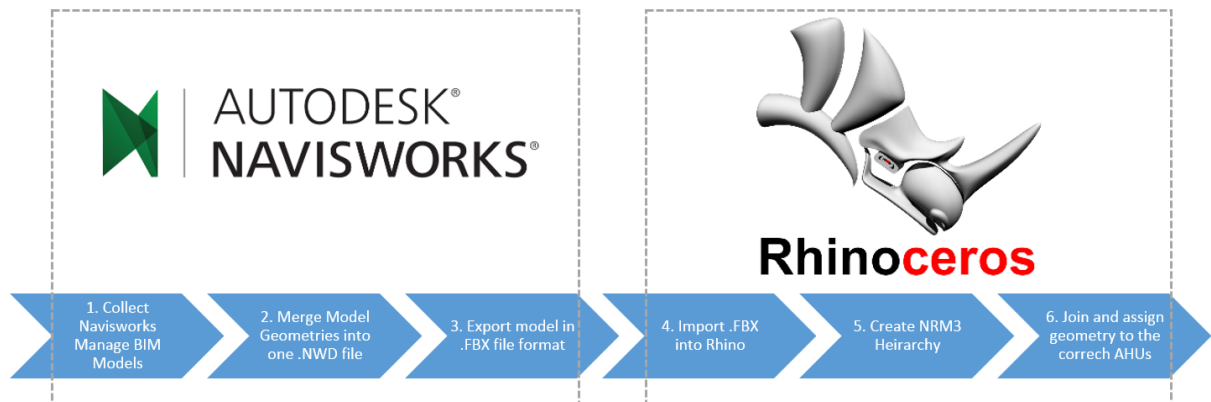 AUTODESK®
NAVISWORKS®
Rhinoceros
1. Collect
Navisworks
Manage BIM
Models
2. Merge Model
Geometries into
one .NWD file
3. Export model in
.FBX file format
4. Import .FBX
into Rhino
5. Create NRM3
Heirarchy
6. Join and assign
geometry to the
correch AHUs